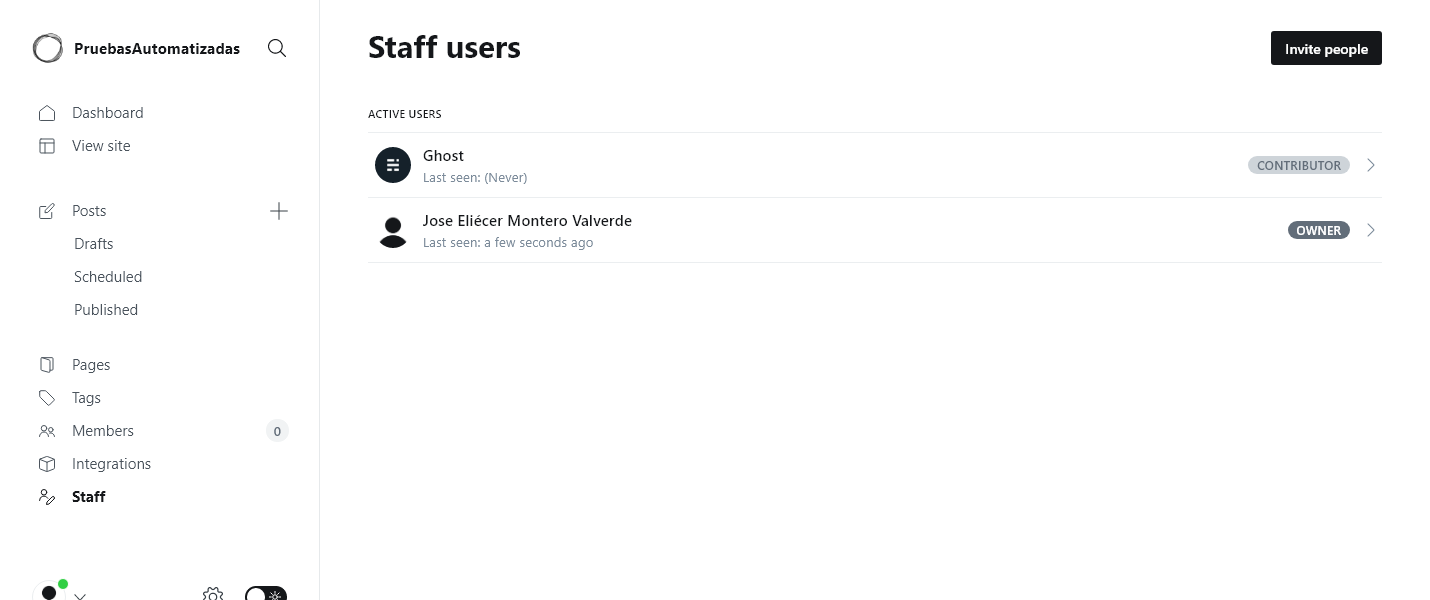 PruebasAutomatizadas
Dashboard
View site
Posts
Drafts
Scheduled
Published
Pages
Tags
Members 0
Integrations
Staff
Staff users
Invite people
ACTIVE USERS
Ghost
Last seen: (Never)
CONTRIBUTOR
Jose Eliécer Montero Valverde
Last seen: a few seconds ago
OWNER